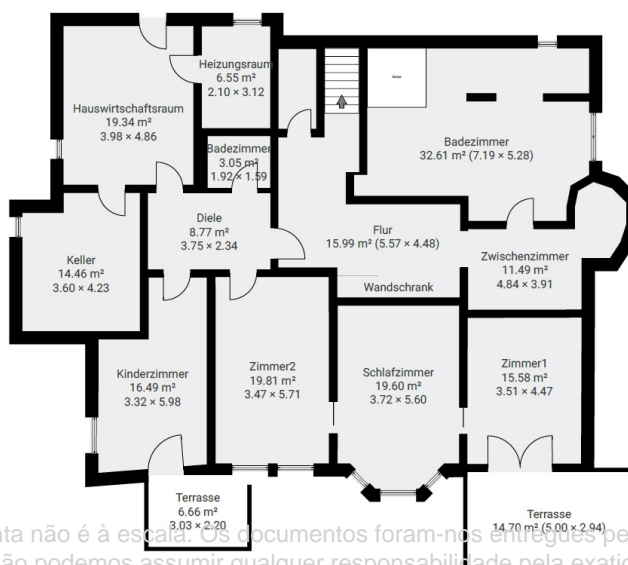 Heizungsraum
6.55 m²
2.10 × 3.12
Hauswirtschaftsraum
19.34 m²
3.98 × 4.86
Badezimmer
32.61 m² (7.19 × 5.28)
Badezimmer
3.05 m²
1.92 × 1.59
Diele
8.77 m²
3.75 × 2.34
Flur
15.99 m² (5.57 × 4.48)
Keller
14.46 m²
3.60 × 4.23
Zwischenzimmer
11.49 m²
4.84 × 3.91
Wandschrank
Kinderzimmer
16.49 m²
3.32 × 5.98
Zimmer2
19.81 m²
3.47 × 5.71
Schlafzimmer
19.60 m²
3.72 × 5.60
Zimmer1
15.58 m²
3.51 × 4.47
Terrasse
6.66 m²
3.03 × 2.20
Terrasse
14.70 m² (5.00 × 2.94)
nta não é à escala. Os documentos foram-nos entregues pe
ão podemos assumir qualquer responsabilidade pela exatid